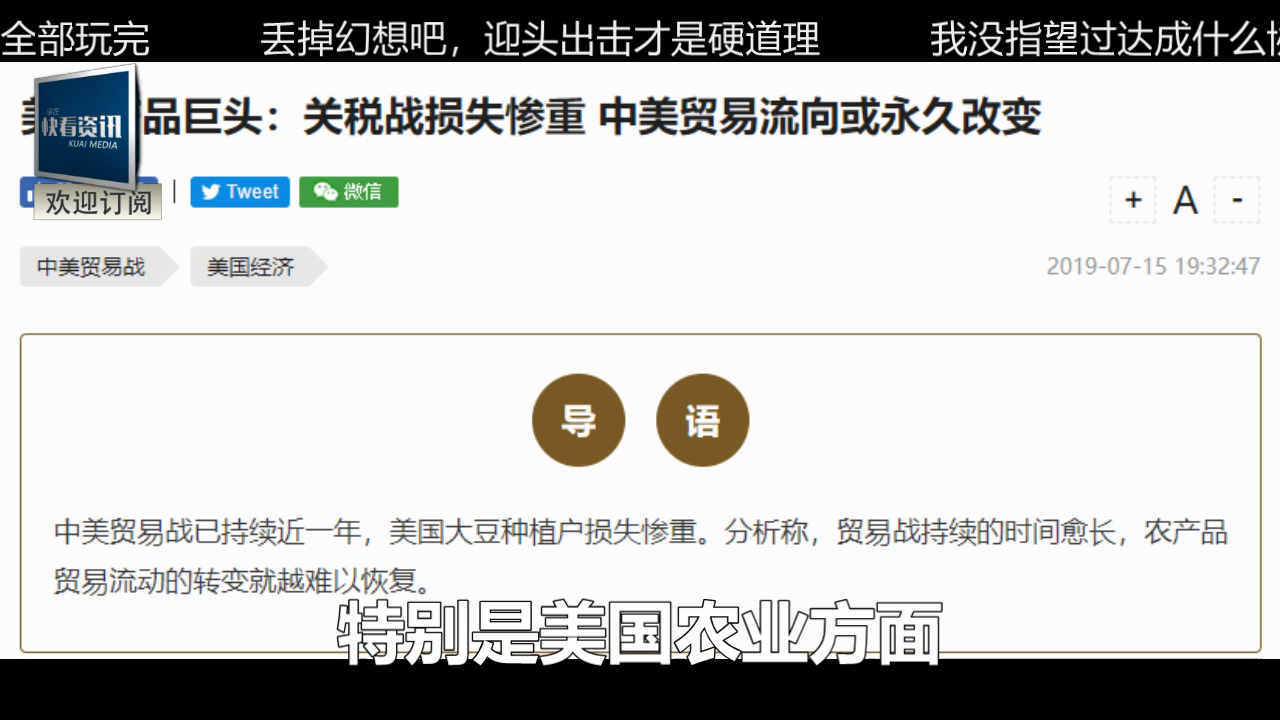 全部玩完 丢掉幻想吧，迎头出击才是硬道理 我没指望过达成什么
品巨头：关税战损失惨重 中美贸易流向或永久改变
快看资讯
KUAI MEDIA
欢迎订阅
| Tweet 微信
+ A -
中美贸易战 美国经济 2019-07-15 19:32:47
导 语
中美贸易战已持续近一年，美国大豆种植户损失惨重。分析称，贸易战持续的时间愈长，农产品
贸易流动的转变就越难以恢复。
特别是美国农业方面